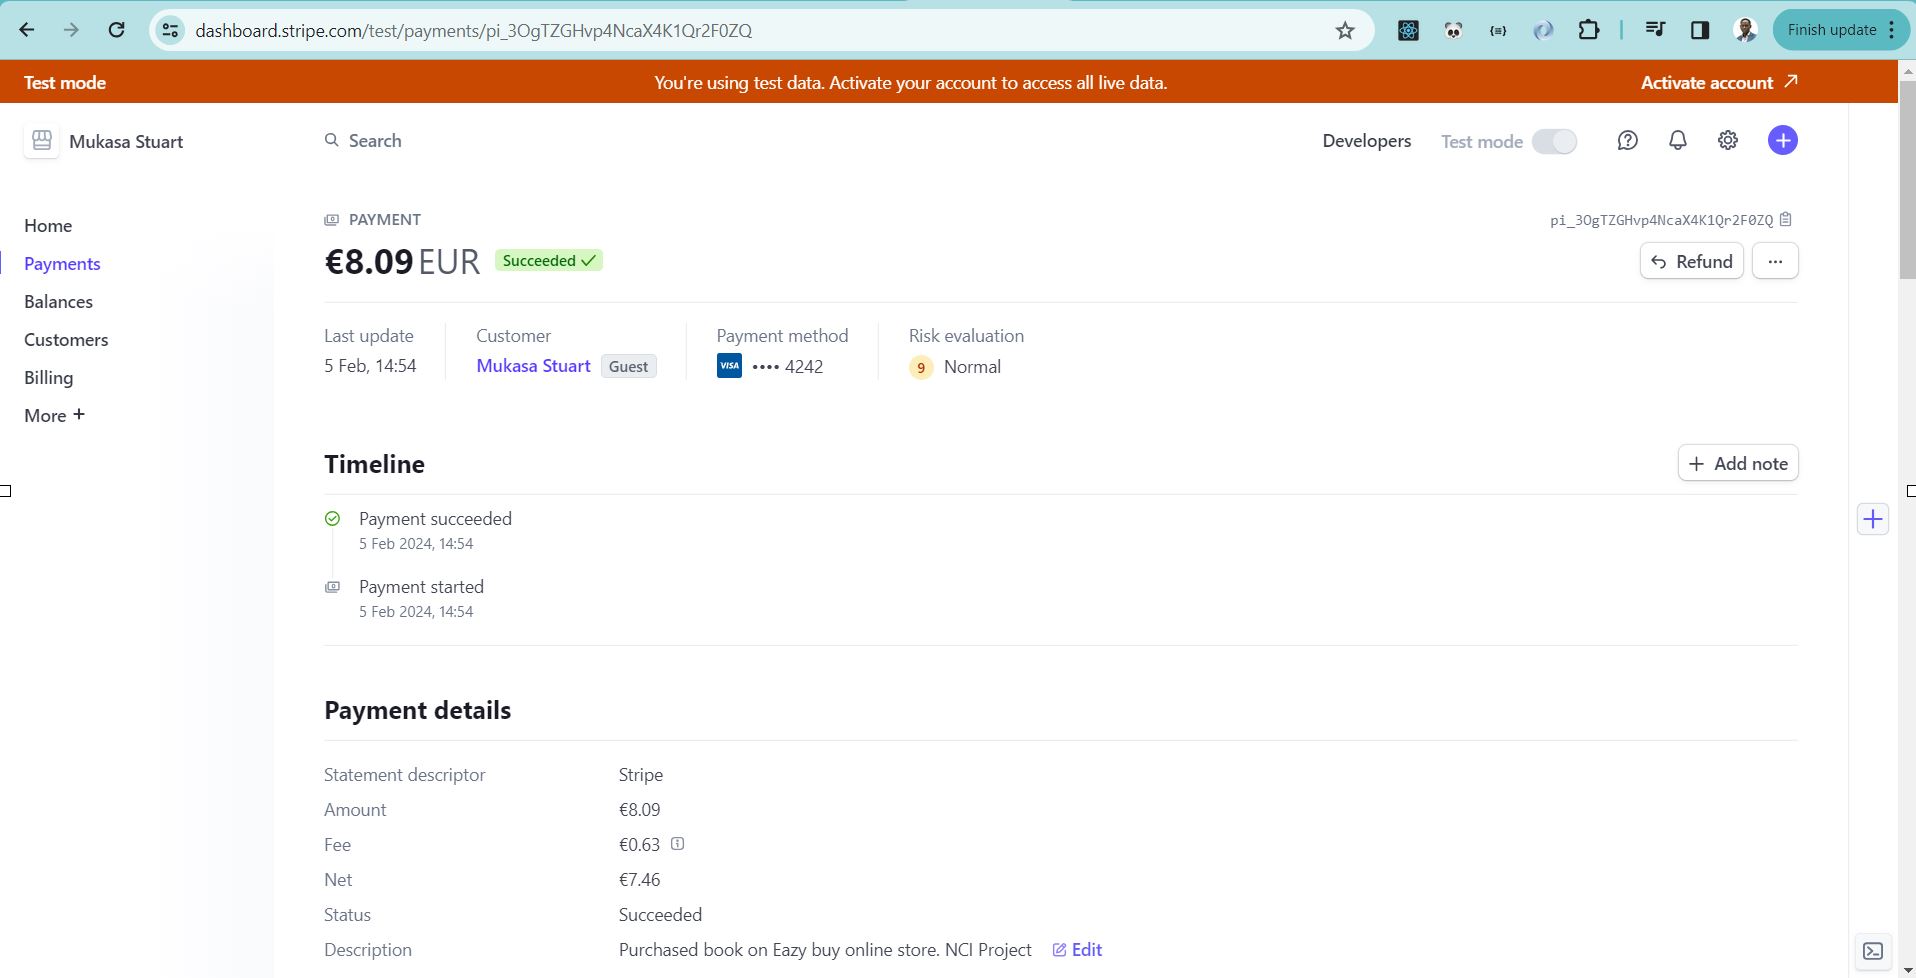 dashboard.stripe.com/test/payments/pi_3OgTZGHvp4NcaX4K1Qr2F0ZQ
Finish update
Test mode
You're using test data. Activate your account to access all live data.
Activate account
Mukasa Stuart
Search
Developers
Test mode
Home
Payments
Balances
Customers
Billing
More +
PAYMENT
pi_3OgTZGHvp4NcaX4K1Qr2F0ZQ
€8.09 EUR
Succeeded
Refund
...
Last update
Customer
Payment method
Risk evaluation
5 Feb, 14:54
Mukasa Stuart Guest
VISA •••• 4242
9 Normal
Timeline
+ Add note
Payment succeeded
5 Feb 2024, 14:54
Payment started
5 Feb 2024, 14:54
Payment details
Statement descriptor Stripe
Amount €8.09
Fee €0.63
Net €7.46
Status Succeeded
Description Purchased book on Eazy buy online store. NCI Project Edit